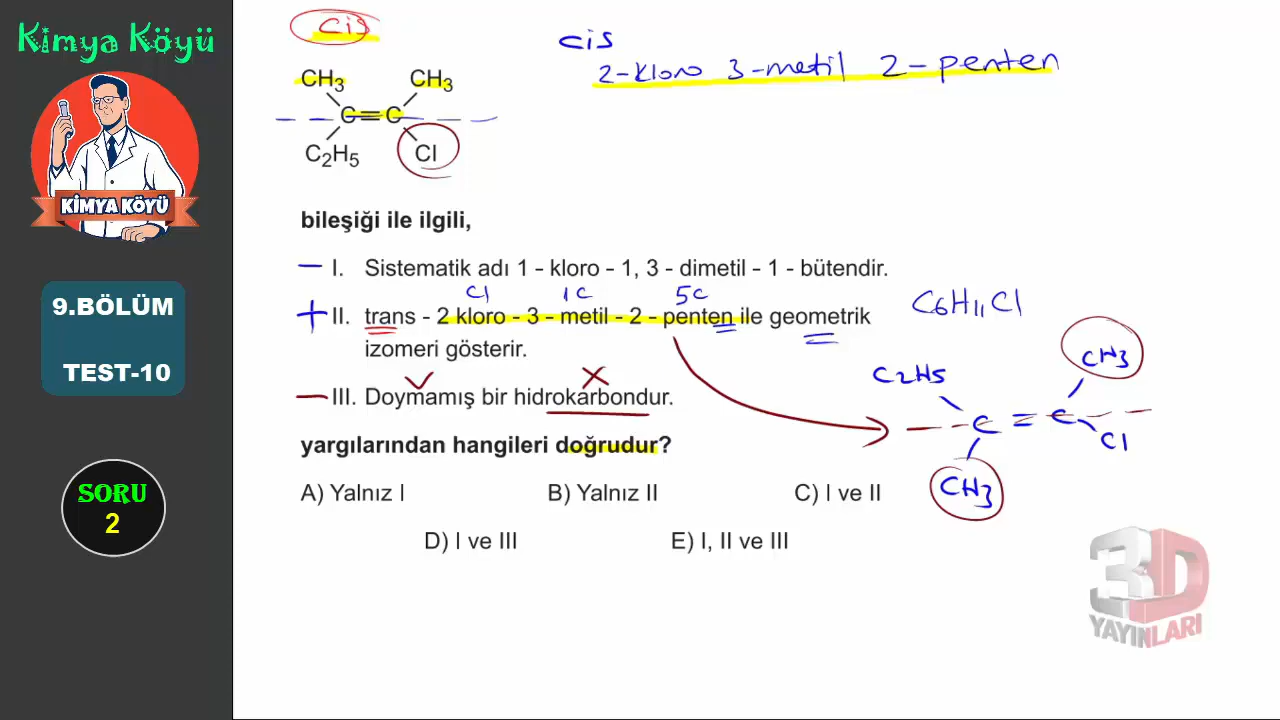 Kimya Köyü
KİMYA KÖYÜ
9.BÖLÜM
TEST-10
SORU
2
cis
cis
2-kloro 3-metil 2-penten
CH3 CH3
C=C
C2H5 Cl
bileşiği ile ilgili,
– I. Sistematik adı 1 - kloro - 1, 3 - dimetil - 1 - bütendir.
Cl 1C 5C
+ II. trans - 2 kloro - 3 - metil - 2 - penten ile geometrik
izomeri gösterir.
C6H11Cl
– III. Doymamış bir hidrokarbondur.
C2H5 CH3
C = C
CH3 Cl
yargılarından hangileri doğrudur?
A) Yalnız I B) Yalnız II C) I ve II
D) I ve III E) I, II ve III
3D
YAYINLARI